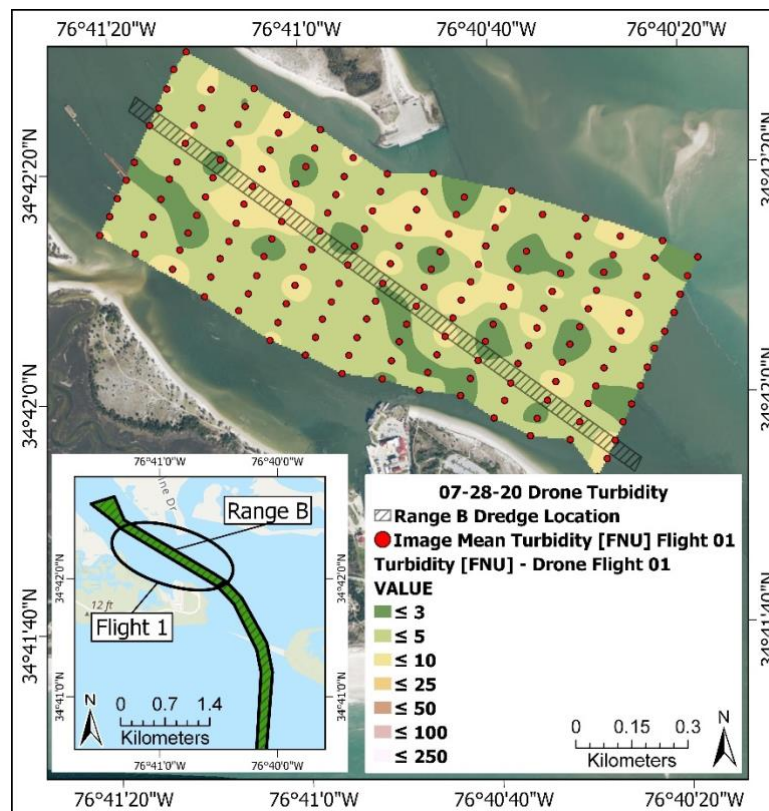 76°41'20"W 76°41'0"W 76°40'40"W 76°40'20"W
34°42'20"N 34°42'20"N
34°42'0"N 34°42'0"N
34°41'40"N 34°41'40"N
76°41'0"W 76°40'0"W
ne Dr
Range B
34°42'0"N 34°42'0"N
12 ft
Flight 1
34°41'0"N 34°41'0"N
N
0 0.7 1.4
Kilometers
76°41'0"W 76°40'0"W
07-28-20 Drone Turbidity
Range B Dredge Location
Image Mean Turbidity [FNU] Flight 01
Turbidity [FNU] - Drone Flight 01
VALUE
≤ 3
≤ 5
≤ 10
≤ 25
≤ 50
≤ 100
≤ 250
0 0.15 0.3
Kilometers
N
76°41'20"W 76°41'0"W 76°40'40"W 76°40'20"W